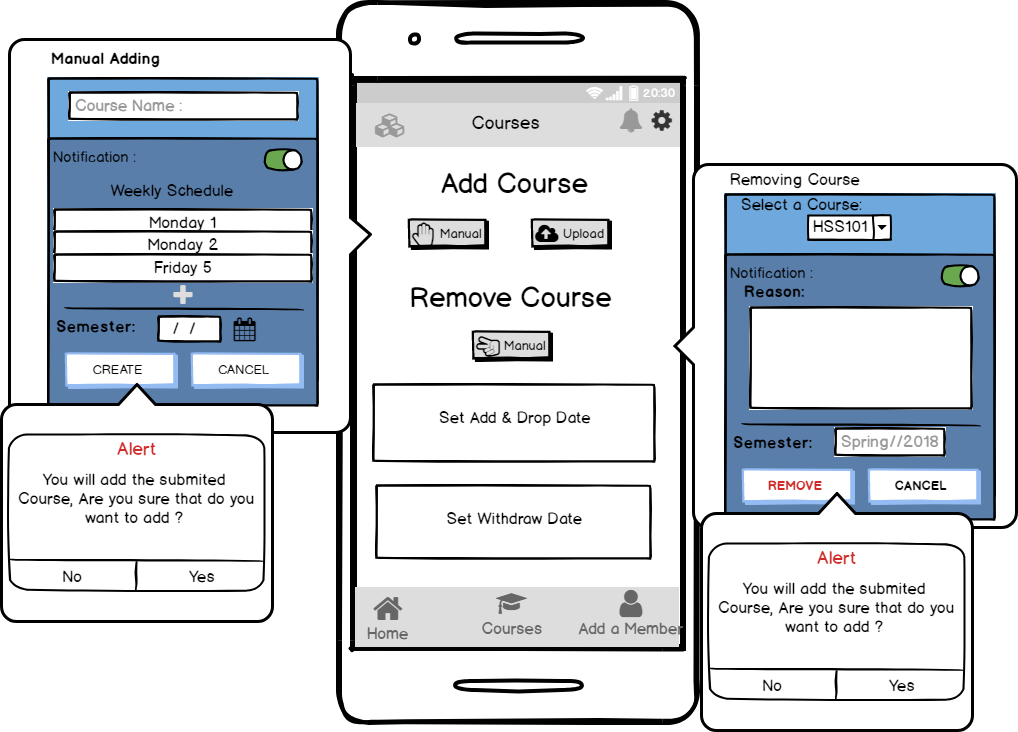 Manual Adding
Course Name :
Notification :
Weekly Schedule
Monday 1
Monday 2
Friday 5
Semester:
/ /
CREATE
CANCEL
Alert
You will add the submited
Course, Are you sure that do you
want to add ?
No
Yes
20:30
Courses
Add Course
Manual
Upload
Remove Course
Manual
Set Add & Drop Date
Set Withdraw Date
Home
Courses
Add a Member
Removing Course
Select a Course:
HSS101
Notification :
Reason:
Semester:
Spring//2018
REMOVE
CANCEL
Alert
You will add the submited
Course, Are you sure that do you
want to add ?
No
Yes